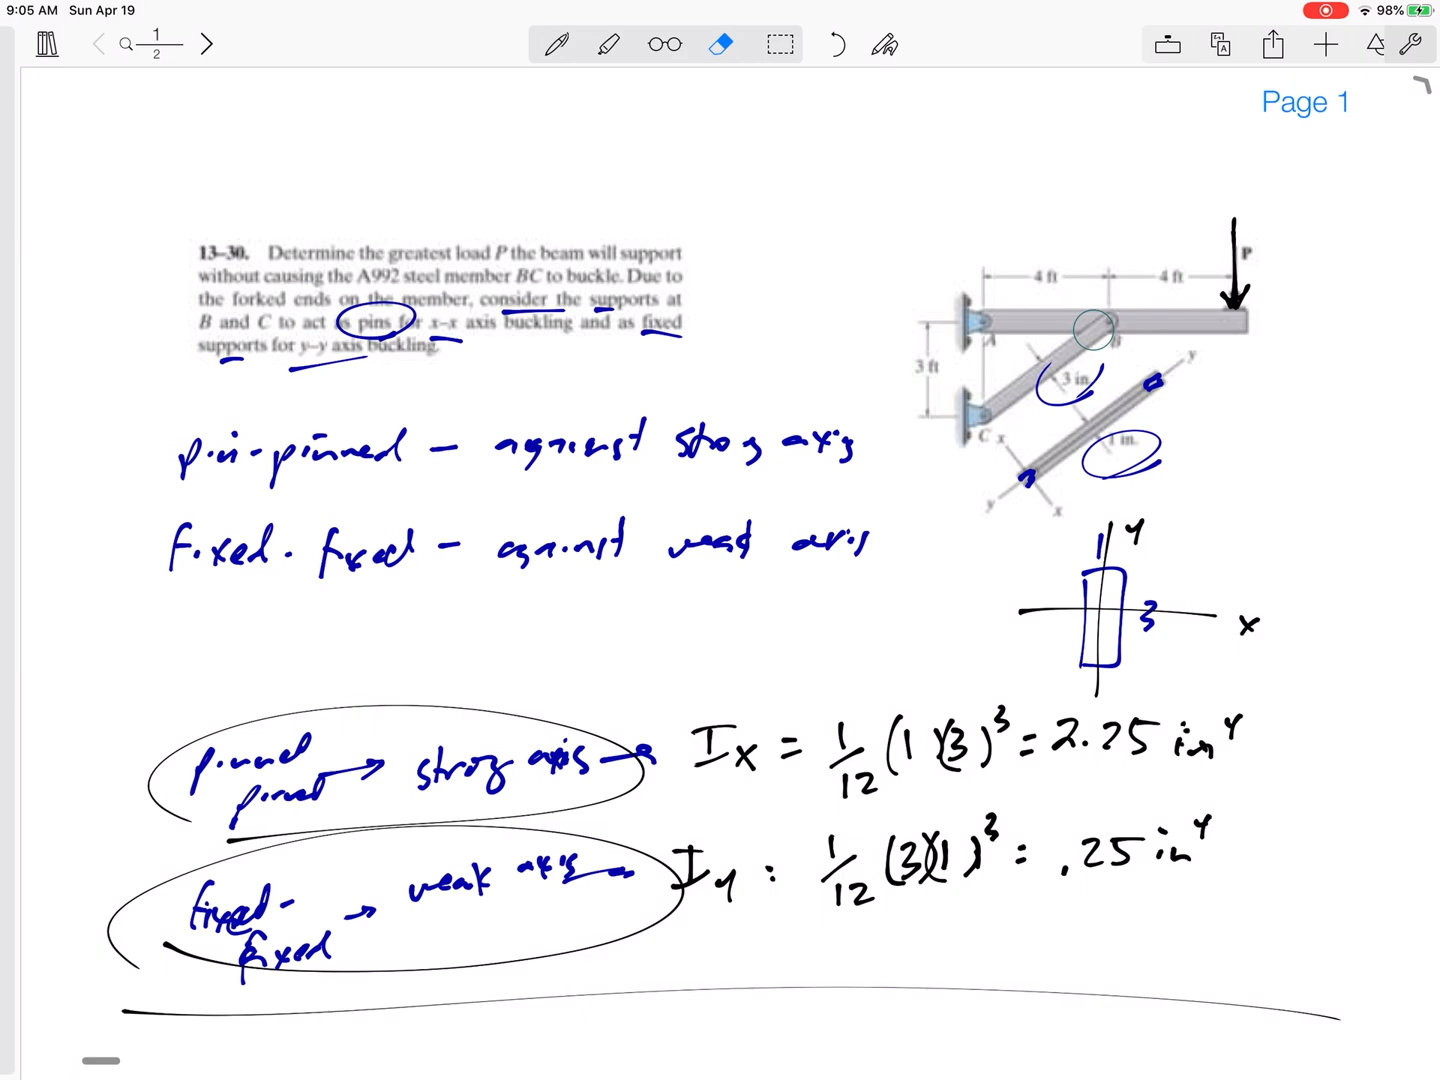 9:05 AM Sun Apr 19
98%
1
2
Page 1
13–30. Determine the greatest load P the beam will support
without causing the A992 steel member BC to buckle. Due to
the forked ends on the member, consider the supports at
B and C to act as pins for x–x axis buckling and as fixed
supports for y–y axis buckling.
P
4 ft
4 ft
A
B
3 ft
3 in.
C
1 in.
x
y
y
x
pin-pinned - against strong axis
fixed-fixed - against weak axis
1
y
3
x
pinned
pinned → strong axis → Ix = 1/12 (1)(3)³ = 2.25 in⁴
fixed-
fixed → weak axis → Iy = 1/12 (3)(1)³ = .25 in⁴